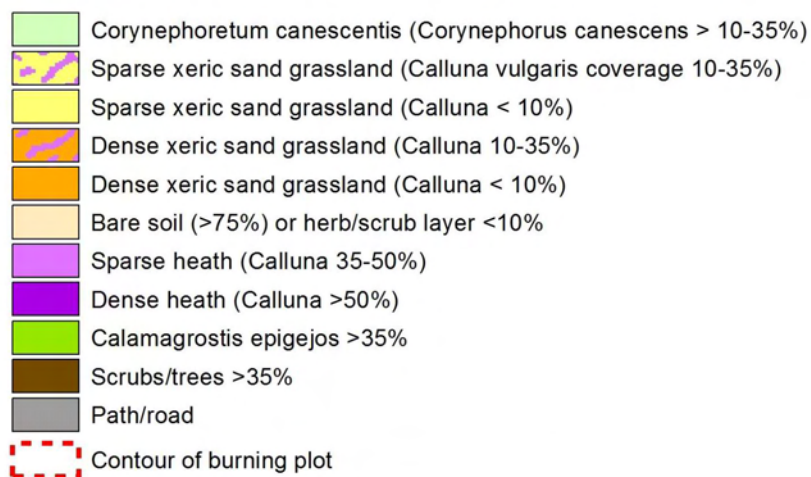 Corynephoretum canescentis (Corynephorus canescens > 10-35%)
Sparse xeric sand grassland (Calluna vulgaris coverage 10-35%)
Sparse xeric sand grassland (Calluna < 10%)
Dense xeric sand grassland (Calluna 10-35%)
Dense xeric sand grassland (Calluna < 10%)
Bare soil (>75%) or herb/scrub layer <10%
Sparse heath (Calluna 35-50%)
Dense heath (Calluna >50%)
Calamagrostis epigejos >35%
Scrubs/trees >35%
Path/road
Contour of burning plot